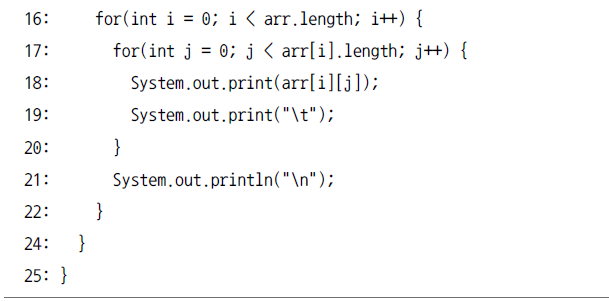 16:     for(int i = 0; i < arr.length; i++) {
17:       for(int j = 0; j < arr[i].length; j++) {
18:         System.out.print(arr[i][j]);
19:         System.out.print("\t");
20:       }
21:       System.out.println("\n");
22:     }
24:   }
25: }